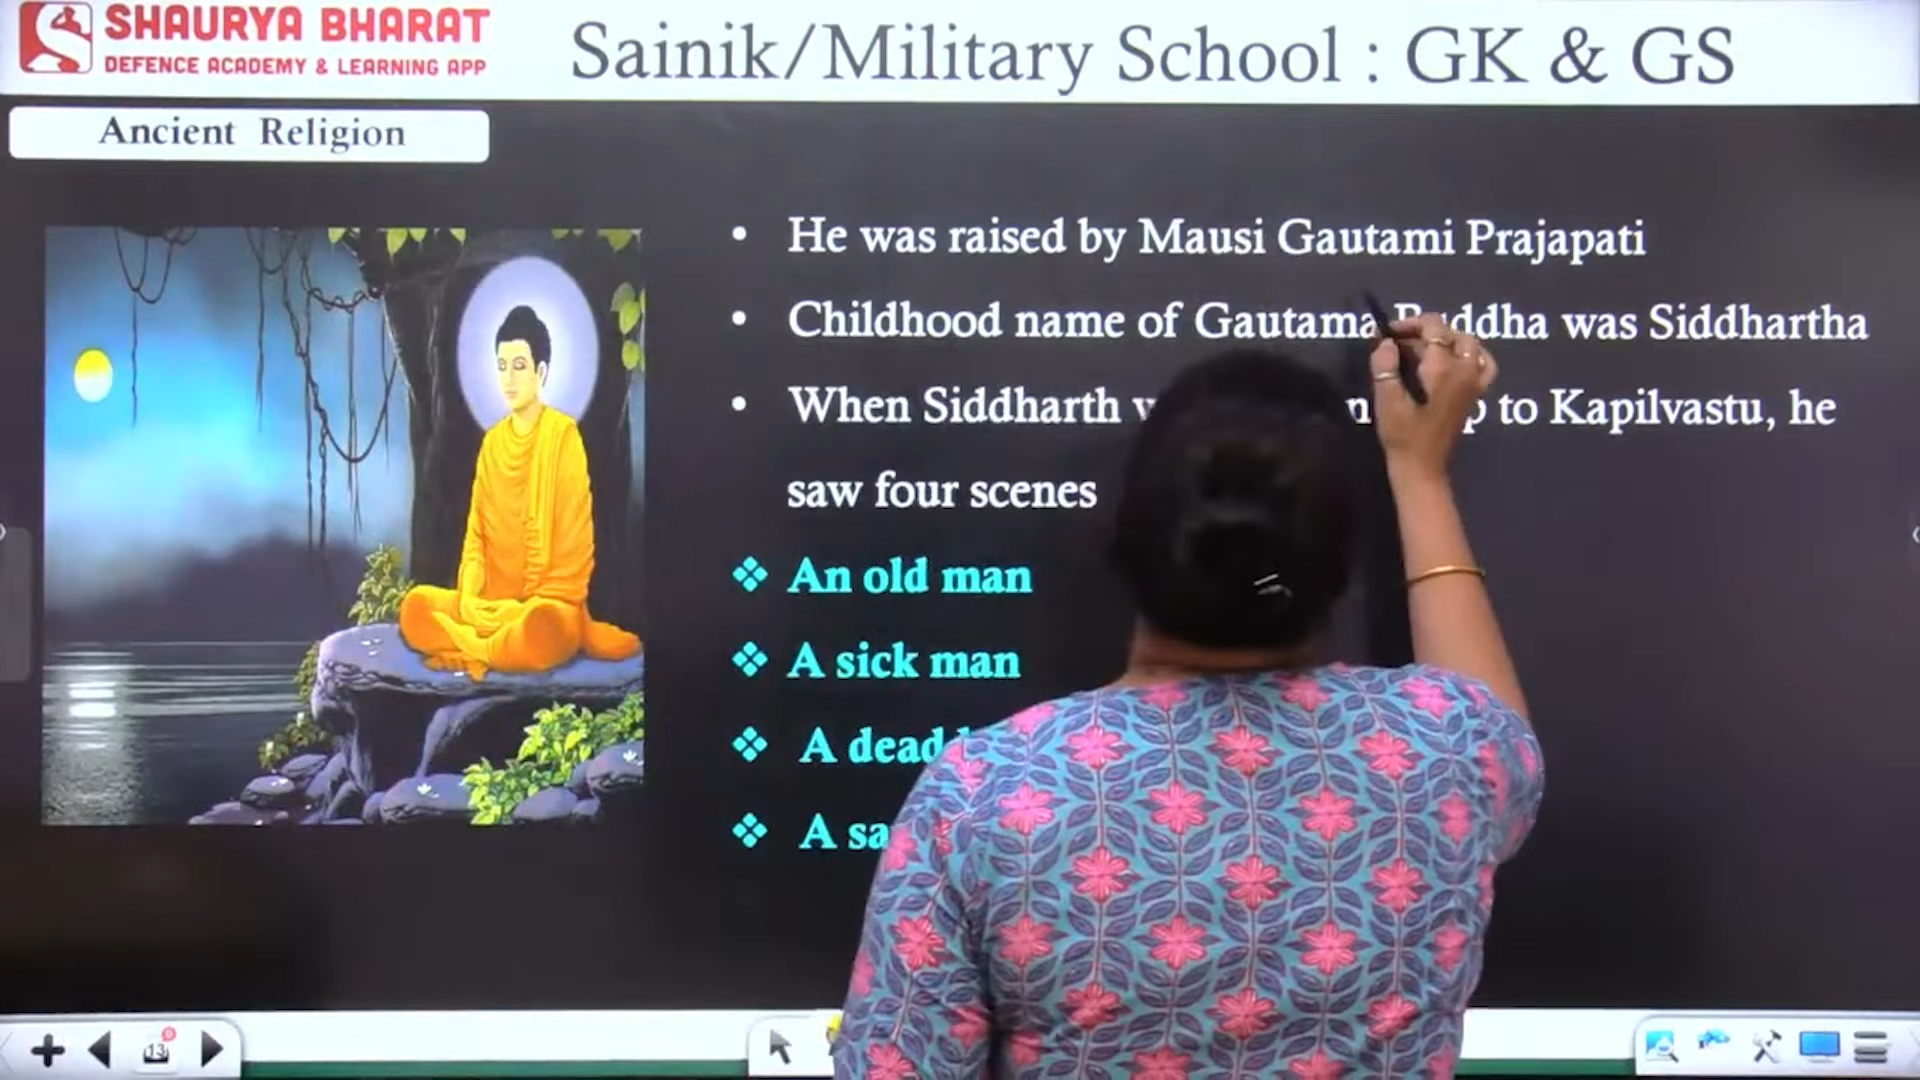 SHAURYA BHARAT
DEFENCE ACADEMY & LEARNING APP
Sainik/Military School : GK & GS
Ancient Religion
• He was raised by Mausi Gautami Prajapati
• Childhood name of Gautama Buddha was Siddhartha
• When Siddharth to Kapilvastu, he
saw four scenes
❖ An old man
❖ A sick man
❖ A dead
❖ A
13